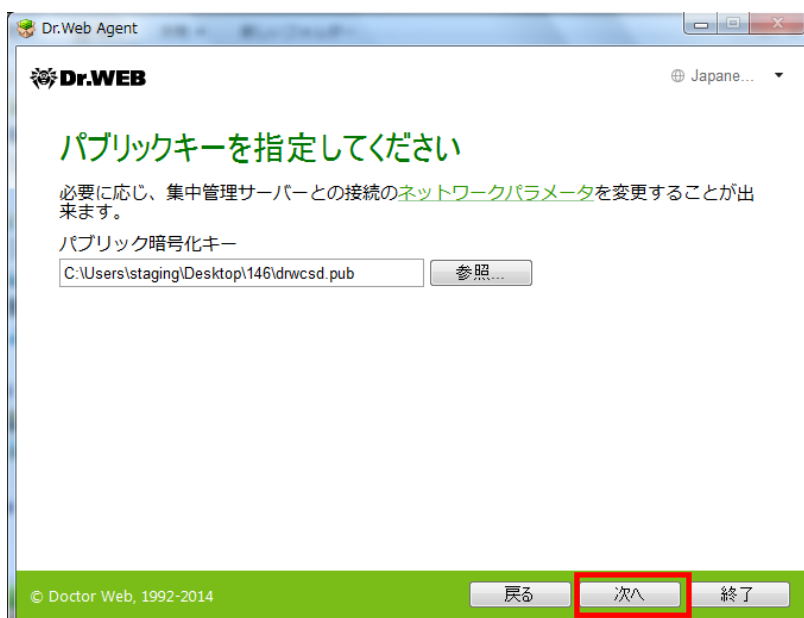 Dr.Web Agent
Dr.WEB
Japane...
パブリックキーを指定してください
必要に応じ、集中管理サーバーとの接続のネットワークパラメータを変更することが出
来ます。
パブリック暗号化キー
C:\Users\staging\Desktop\146\drwcsd.pub
参照...
© Doctor Web, 1992-2014
戻る
次へ
終了